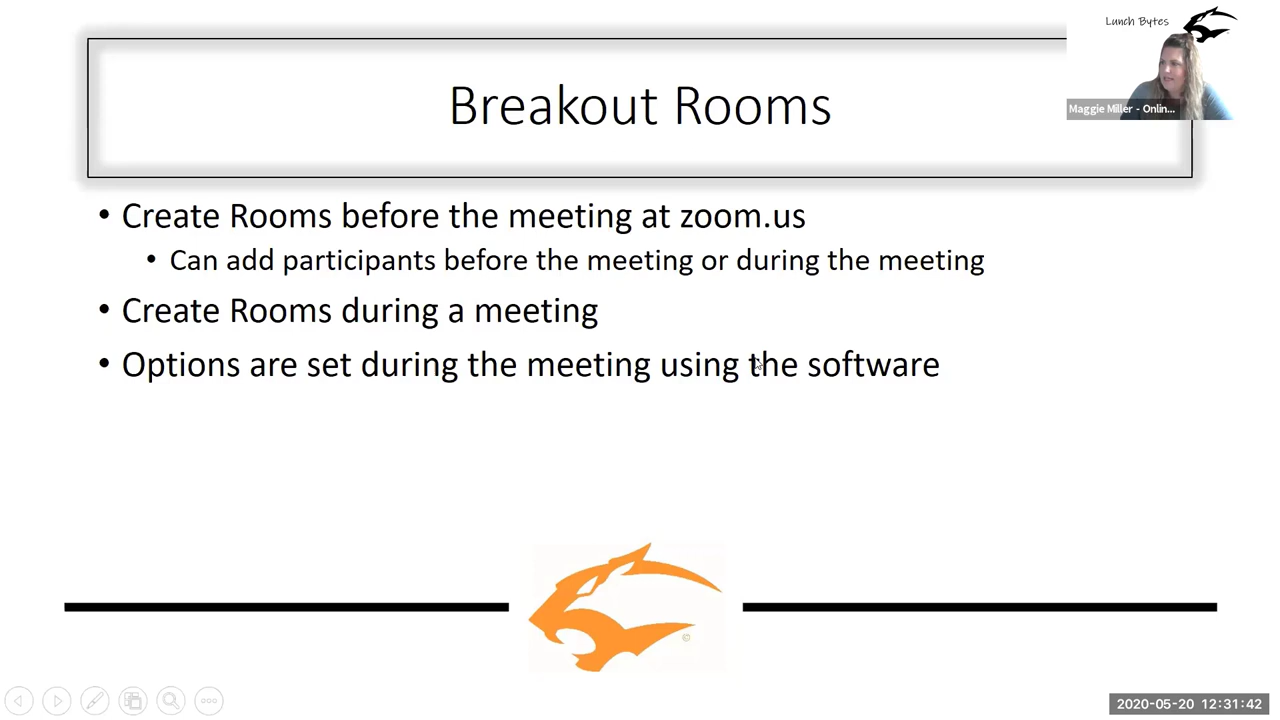 Lunch Bytes
Maggie Miller - Onlin...
Breakout Rooms
• Create Rooms before the meeting at zoom.us
• Can add participants before the meeting or during the meeting
• Create Rooms during a meeting
• Options are set during the meeting using the software
©
2020-05-20 12:31:42